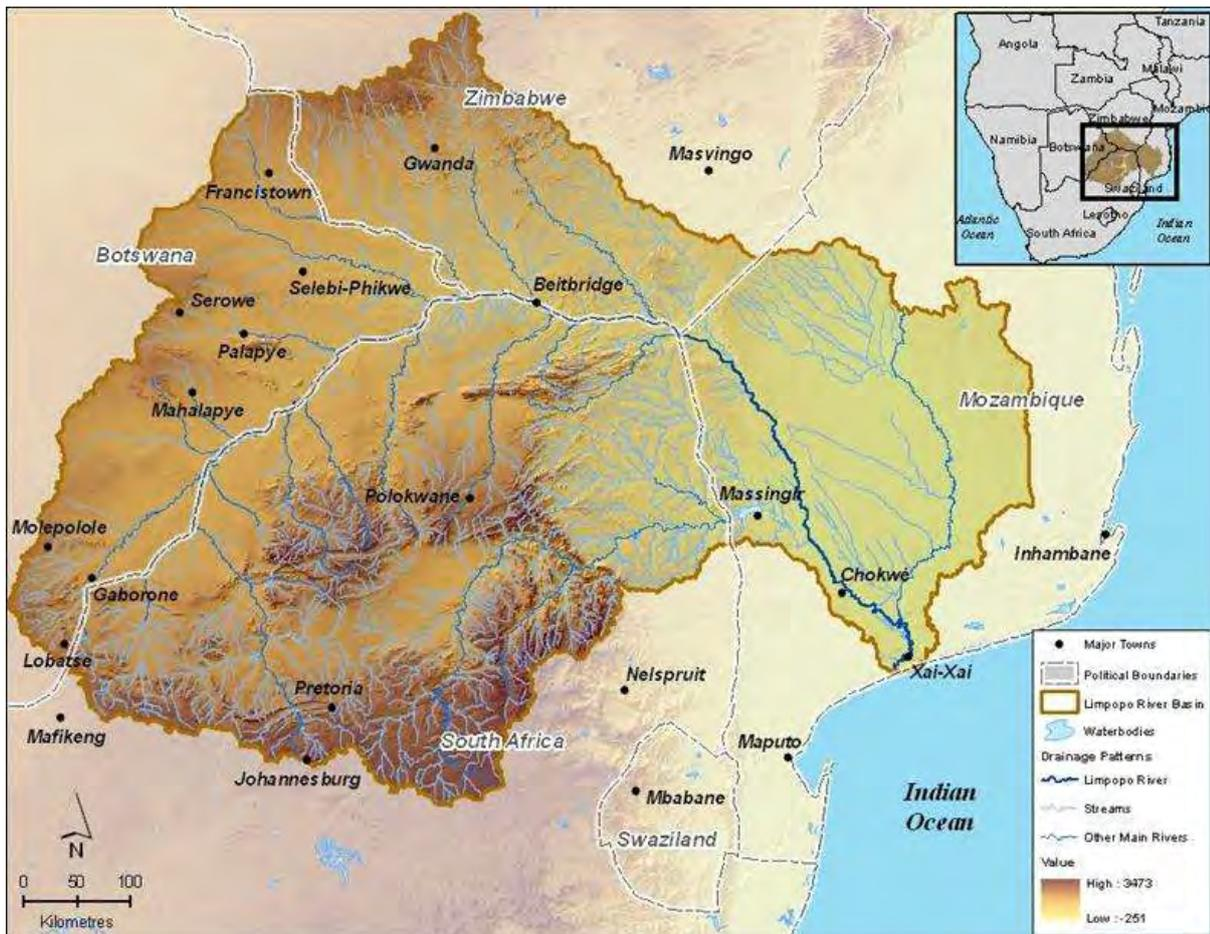 Zimbabwe
Gwanda
Masvingo
Francistown
Botswana
Selebi-Phikwe
Beitbridge
Serowe
Palapye
Mahalapye
Mozambique
Polokwane
Massingir
Molepolole
Inhambane
Chokwé
Gaborone
Lobatse
Xai-Xai
Nelspruit
Pretoria
Mafikeng
South Africa
Maputo
Johannesburg
Mbabane
Swaziland
Indian
Ocean
N
0 50 100
Kilometres
Tanzania
Angola
Malawi
Zambia
Mozambic
Zimbabwe
Namibia
Botswana
Swaziland
Lesotho
South Africa
Atlantic
Ocean
Indian
Ocean
Major Towns
Political Boundaries
Limpopo River Basin
Waterbodies
Drainage Patterns
Limpopo River
Streams
Other Main Rivers
Value
High : 3473
Low : -251